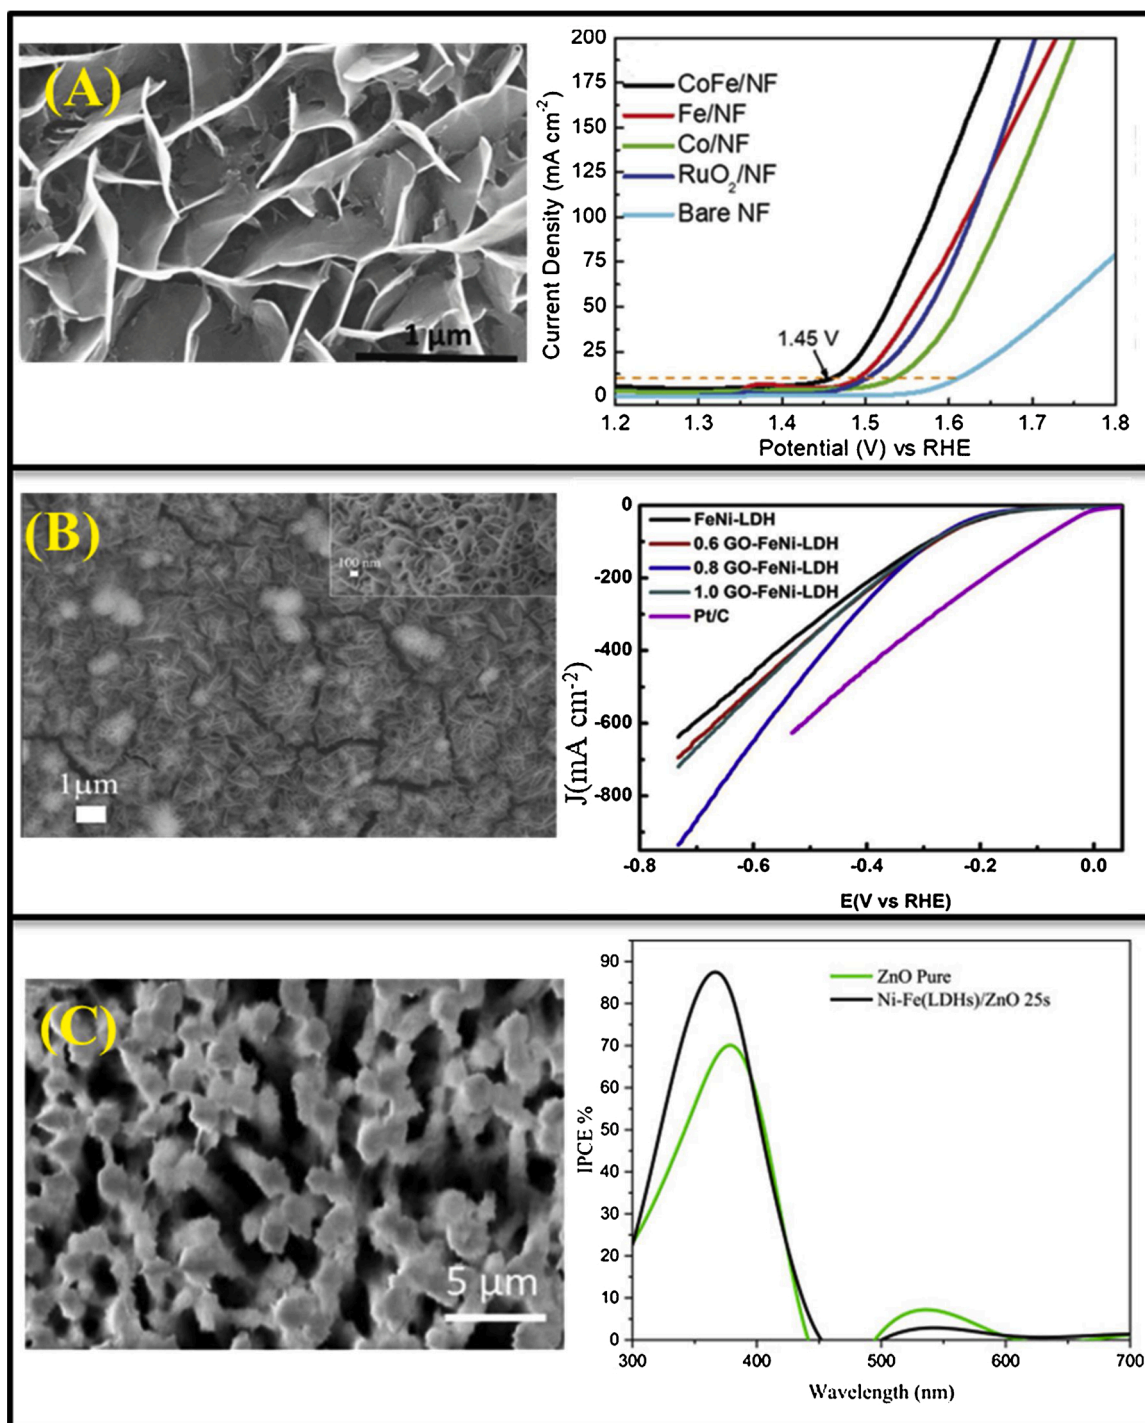 (A)
1 μm
200
175
150
125
100
75
50
25
0
Current Density (mA cm-2)
CoFe/NF
Fe/NF
Co/NF
RuO2/NF
Bare NF
1.45 V
1.2 1.3 1.4 1.5 1.6 1.7 1.8
Potential (V) vs RHE
(B)
100 nm
1μm
0
-200
-400
-600
-800
J(mA cm-2)
FeNi-LDH
0.6 GO-FeNi-LDH
0.8 GO-FeNi-LDH
1.0 GO-FeNi-LDH
Pt/C
-0.8 -0.6 -0.4 -0.2 0.0
E(V vs RHE)
(C)
5 μm
90
80
70
60
50
40
30
20
10
0
IPCE %
ZnO Pure
Ni-Fe(LDHs)/ZnO 25s
300 400 500 600 700
Wavelength (nm)